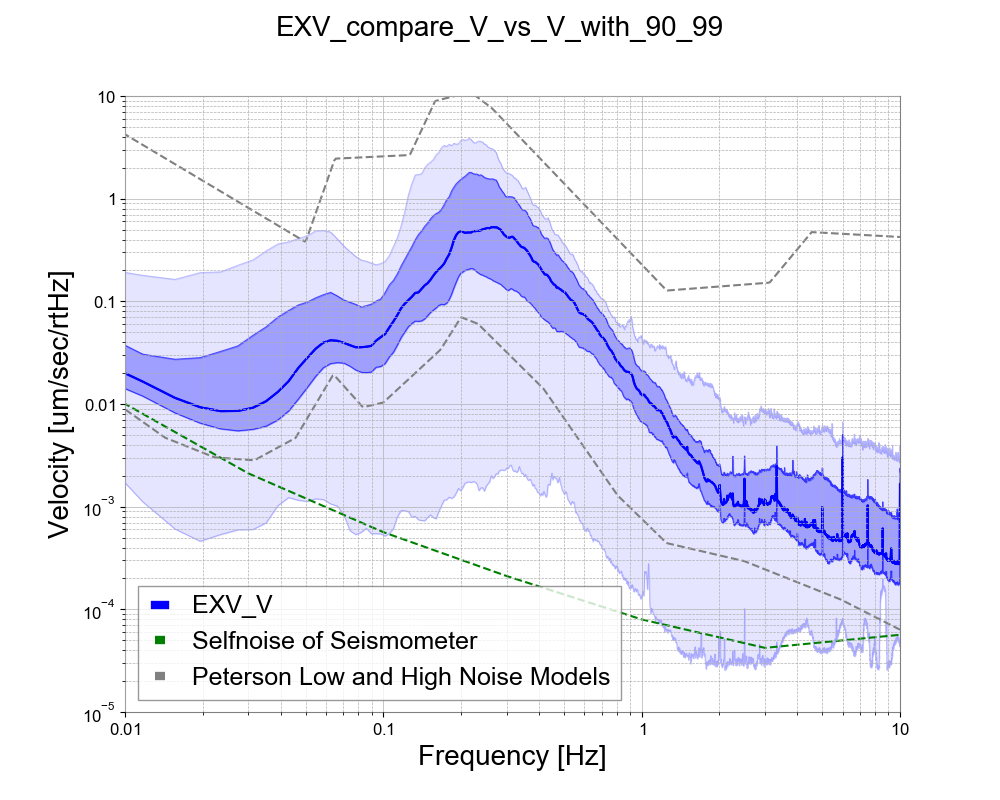 EXV_compare_V_vs_V_with_90_99
10
1
0.1
0.01
10⁻³
10⁻⁴
10⁻⁵
Velocity [um/sec/rtHz]
EXV_V
Selfnoise of Seismometer
Peterson Low and High Noise Models
0.01 0.1 1 10
Frequency [Hz]